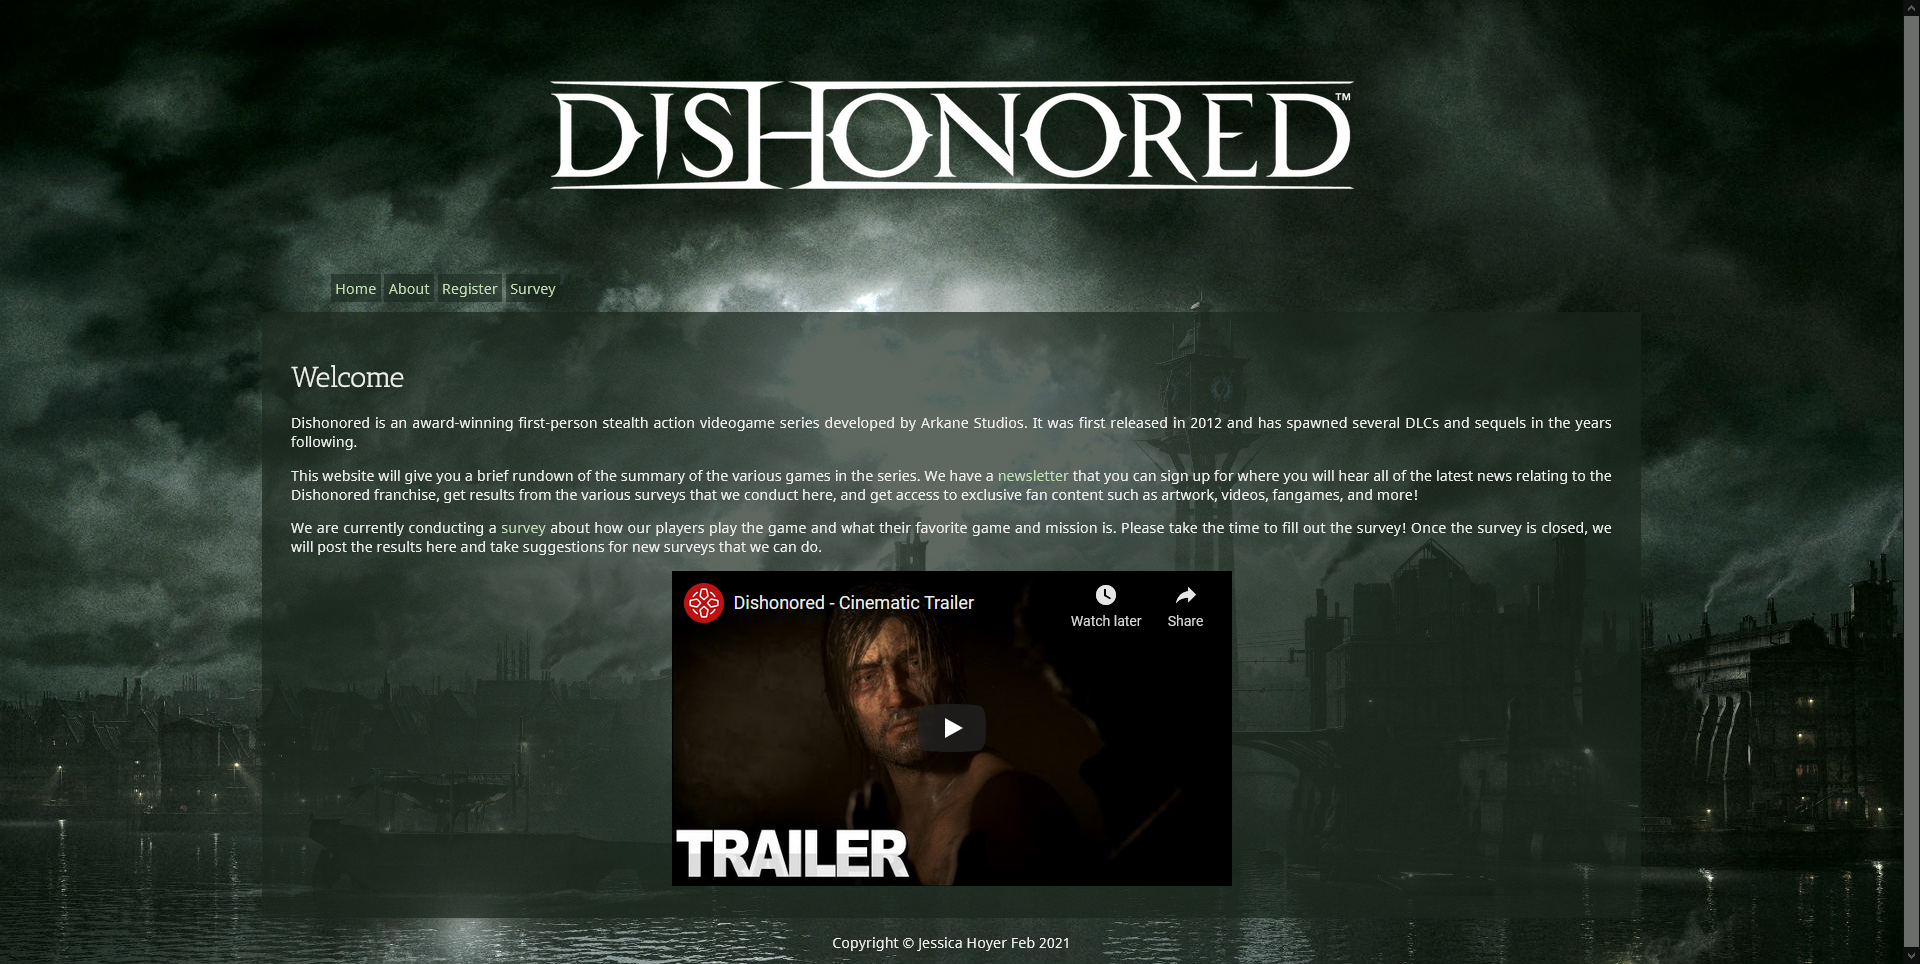 DISHONORED™
Home About Register Survey
Welcome
Dishonored is an award-winning first-person stealth action videogame series developed by Arkane Studios. It was first released in 2012 and has spawned several DLCs and sequels in the years
following.
This website will give you a brief rundown of the summary of the various games in the series. We have a newsletter that you can sign up for where you will hear all of the latest news relating to the
Dishonored franchise, get results from the various surveys that we conduct here, and get access to exclusive fan content such as artwork, videos, fangames, and more!
We are currently conducting a survey about how our players play the game and what their favorite game and mission is. Please take the time to fill out the survey! Once the survey is closed, we
will post the results here and take suggestions for new surveys that we can do.
Dishonored - Cinematic Trailer
Watch later Share
TRAILER
Copyright © Jessica Hoyer Feb 2021